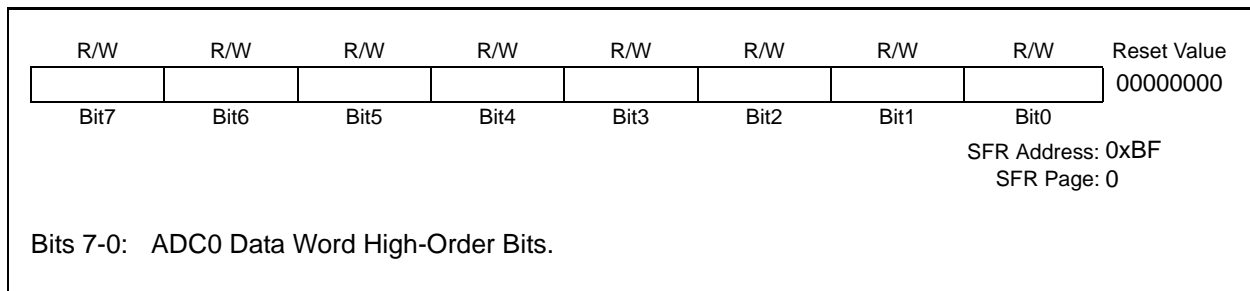 R/W R/W R/W R/W R/W R/W R/W R/W Reset Value
00000000
Bit7 Bit6 Bit5 Bit4 Bit3 Bit2 Bit1 Bit0
SFR Address: 0xBF
SFR Page: 0
Bits 7-0: ADC0 Data Word High-Order Bits.